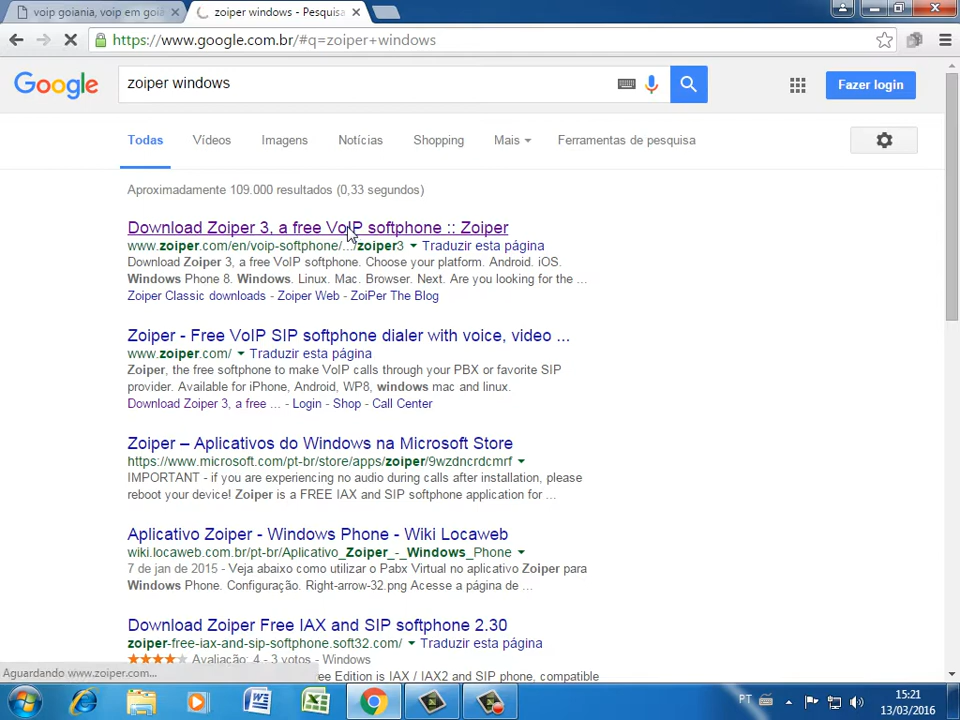 voip goiania, voip em goiâ
zoiper windows - Pesquisa
https://www.google.com.br/#q=zoiper+windows
Google
zoiper windows
Fazer login
Todas Vídeos Imagens Notícias Shopping Mais Ferramentas de pesquisa
Aproximadamente 109.000 resultados (0,33 segundos)
Download Zoiper 3, a free VoIP softphone :: Zoiper
www.zoiper.com/en/voip-softphone/.../zoiper3 Traduzir esta página
Download Zoiper 3, a free VoIP softphone. Choose your platform. Android. iOS.
Windows Phone 8. Windows. Linux. Mac. Browser. Next. Are you looking for the ...
Zoiper Classic downloads - Zoiper Web - ZoiPer The Blog
Zoiper - Free VoIP SIP softphone dialer with voice, video ...
www.zoiper.com/ Traduzir esta página
Zoiper, the free softphone to make VoIP calls through your PBX or favorite SIP
provider. Available for iPhone, Android, WP8, windows mac and linux.
Download Zoiper 3, a free ... - Login - Shop - Call Center
Zoiper – Aplicativos do Windows na Microsoft Store
https://www.microsoft.com/pt-br/store/apps/zoiper/9wzdncrdcmrf
IMPORTANT - if you are experiencing no audio during calls after installation, please
reboot your device! Zoiper is a FREE IAX and SIP softphone application for ...
Aplicativo Zoiper - Windows Phone - Wiki Locaweb
wiki.locaweb.com.br/pt-br/Aplicativo_Zoiper_-_Windows_Phone
7 de jan de 2015 - Veja abaixo como utilizar o Pabx Virtual no aplicativo Zoiper para
Windows Phone. Configuração. Right-arrow-32.png Acesse a página de ...
Download Zoiper Free IAX and SIP softphone 2.30
zoiper-free-iax-and-sip-softphone.soft32.com/ Traduzir esta página
Avaliação: 4 - 3 votos - Windows
ee Edition is IAX / IAX2 and SIP phone, compatible
Aguardando www.zoiper.com...
PT
15:21
13/03/2016